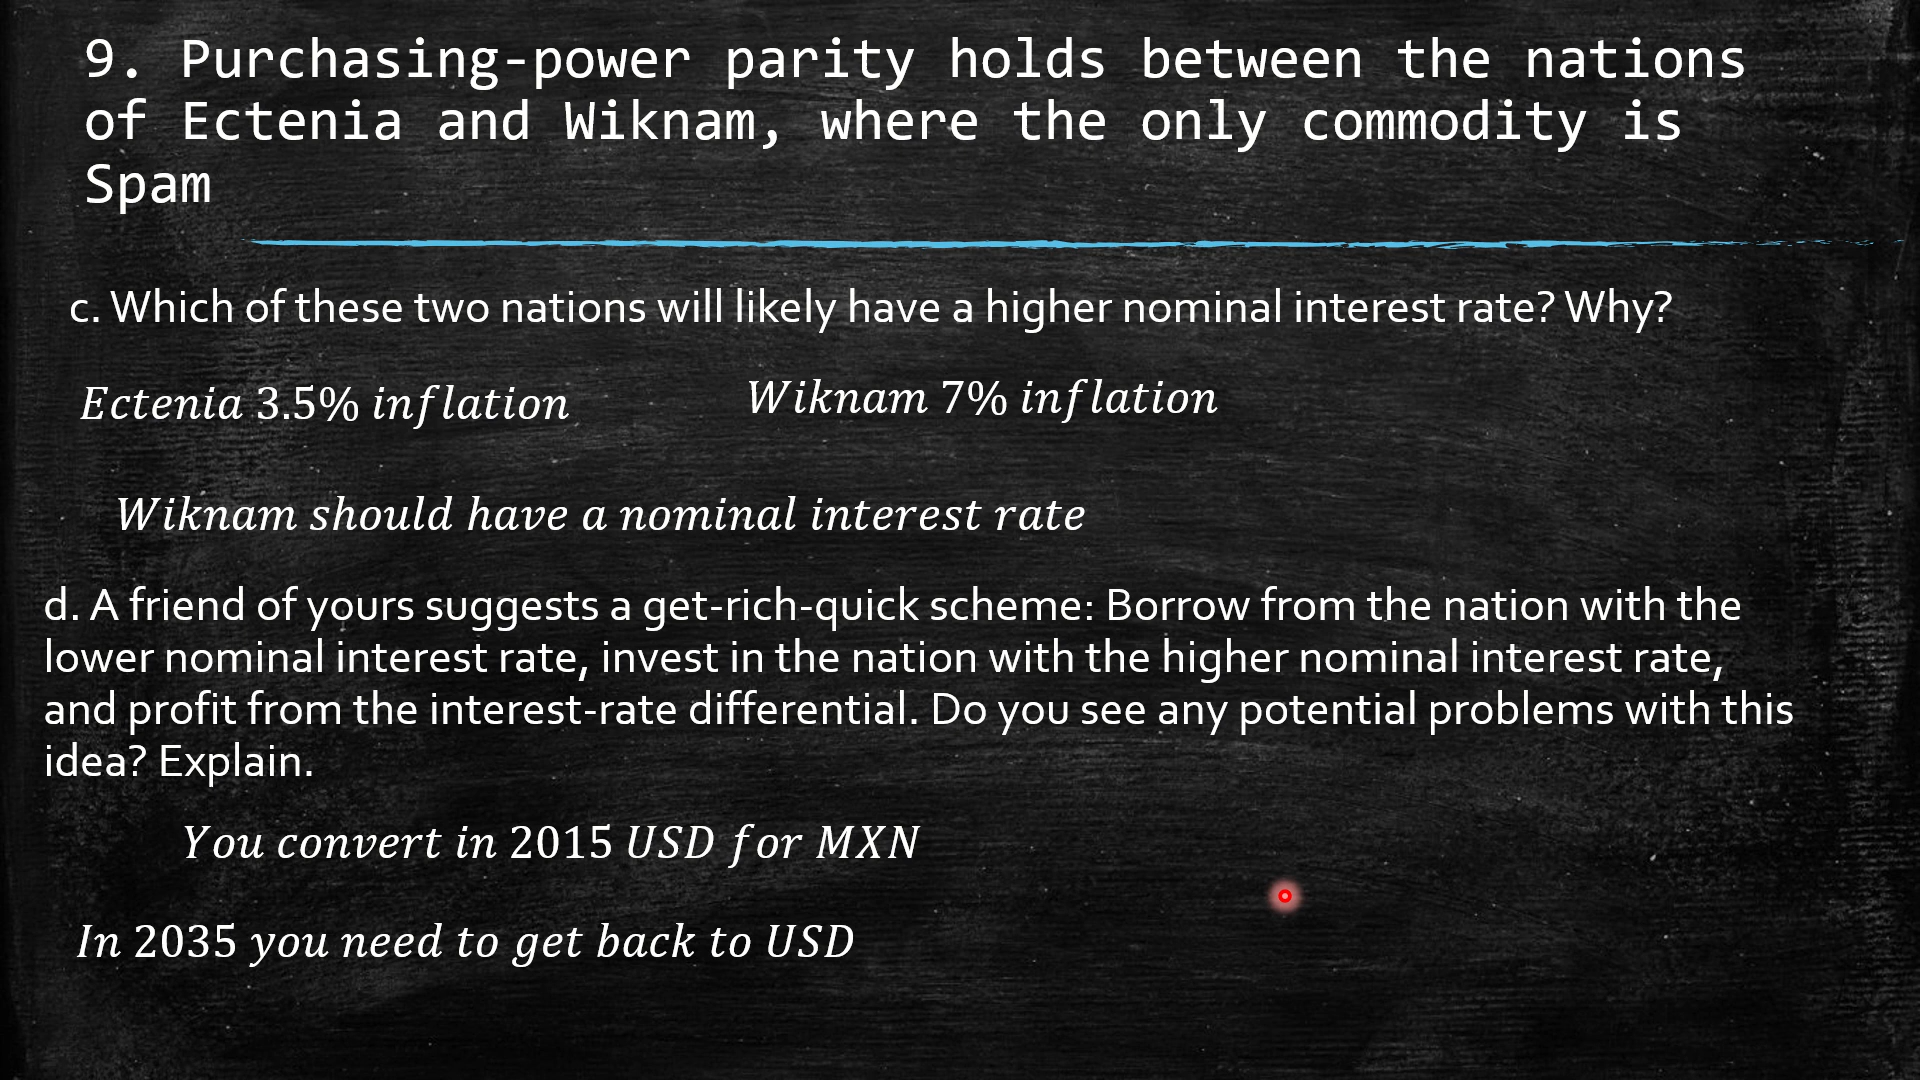 9. Purchasing-power parity holds between the nations
of Ectenia and Wiknam, where the only commodity is
Spam
c. Which of these two nations will likely have a higher nominal interest rate? Why?
Ectenia 3.5% inflation
Wiknam 7% inflation
Wiknam should have a nominal interest rate
d. A friend of yours suggests a get-rich-quick scheme: Borrow from the nation with the
lower nominal interest rate, invest in the nation with the higher nominal interest rate,
and profit from the interest-rate differential. Do you see any potential problems with this
idea? Explain.
You convert in 2015 USD for MXN
In 2035 you need to get back to USD